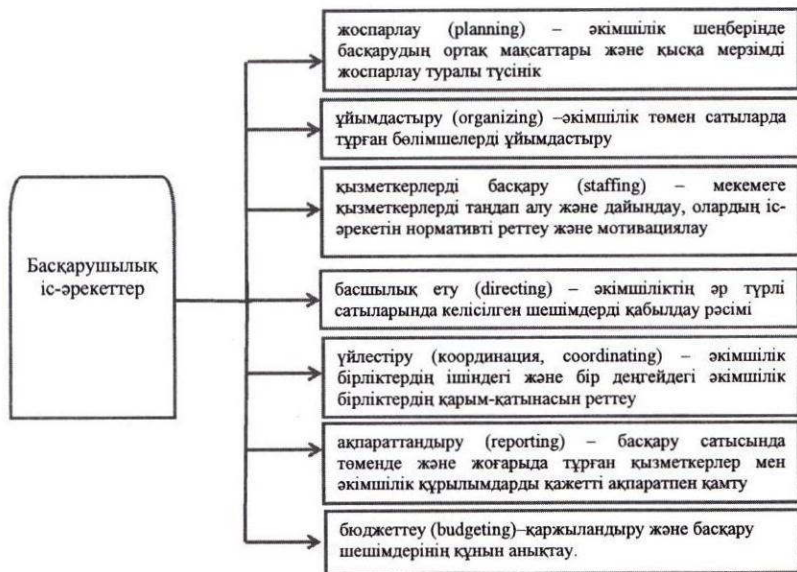 жоспарлау (planning) – әкімшілік шеңберінде
басқарудың ортақ мақсаттары және қысқа мерзімді
жоспарлау туралы түсінік
ұйымдастыру (organizing) –әкімшілік төмен сатыларда
тұрған бөлімшелерді ұйымдастыру
қызметкерлерді басқару (staffing) – мекемеге
қызметкерлерді таңдап алу және дайындау, олардың іс-
әрекетін нормативті реттеу және мотивациялау
Басқарушылық
іс-әрекеттер
басшылық ету (directing) – әкімшіліктің әр түрлі
сатыларында келісілген шешімдерді қабылдау рәсімі
үйлестіру (координация, coordinating) – әкімшілік
бірліктердің ішіндегі және бір деңгейдегі әкімшілік
бірліктердің қарым-қатынасын реттеу
ақпараттандыру (reporting) – басқару сатысында
төменде және жоғарыда тұрған қызметкерлер мен
әкімшілік құрылымдарды қажетті ақпаратпен қамту
бюджеттеу (budgeting)–қаржыландыру және басқару
шешімдерінің құнын анықтау.